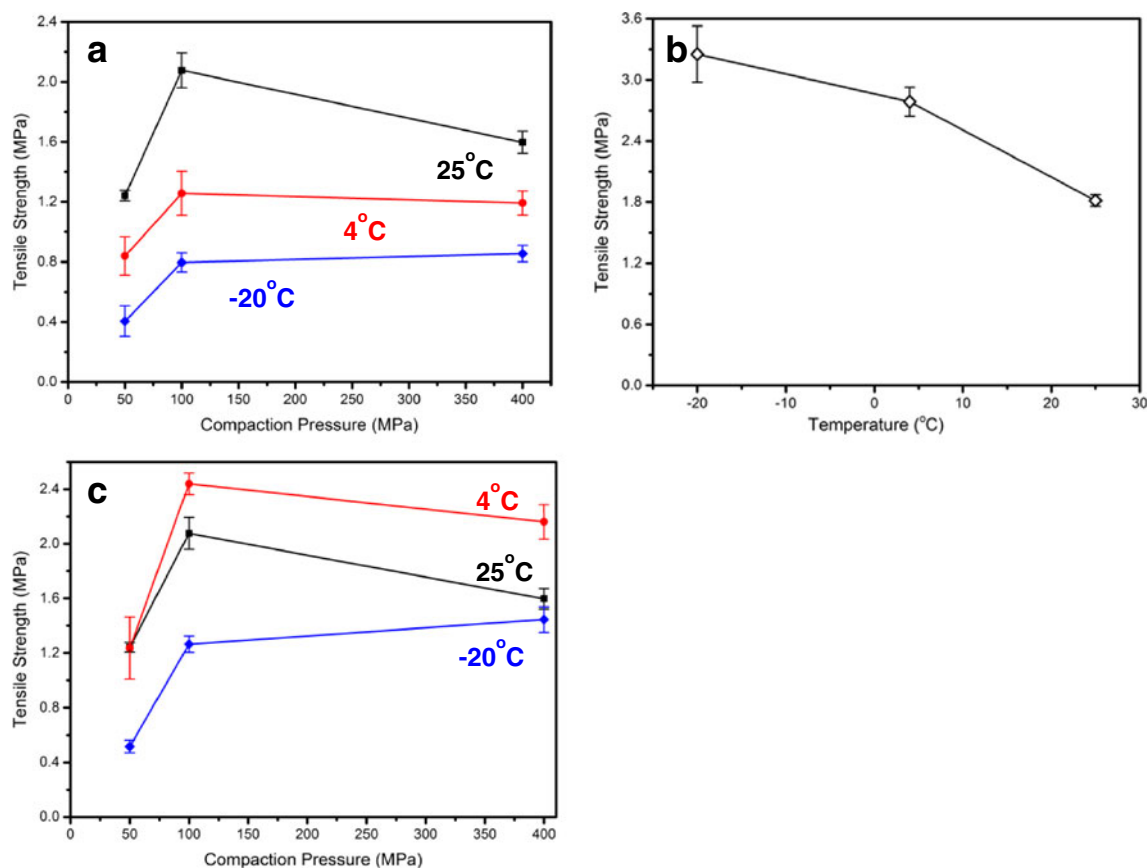 a
Tensile Strength (MPa)
2.4
2.0
1.6
1.2
0.8
0.4
0.0
25°C
4°C
-20°C
0 50 100 150 200 250 300 350 400
Compaction Pressure (MPa)
b
Tensile Strength (MPa)
3.6
3.0
2.4
1.8
1.2
0.6
0.0
-20 -10 0 10 20 30
Temperature (°C)
c
Tensile Strength (MPa)
2.4
2.0
1.6
1.2
0.8
0.4
0.0
4°C
25°C
-20°C
0 50 100 150 200 250 300 350 400
Compaction Pressure (MPa)